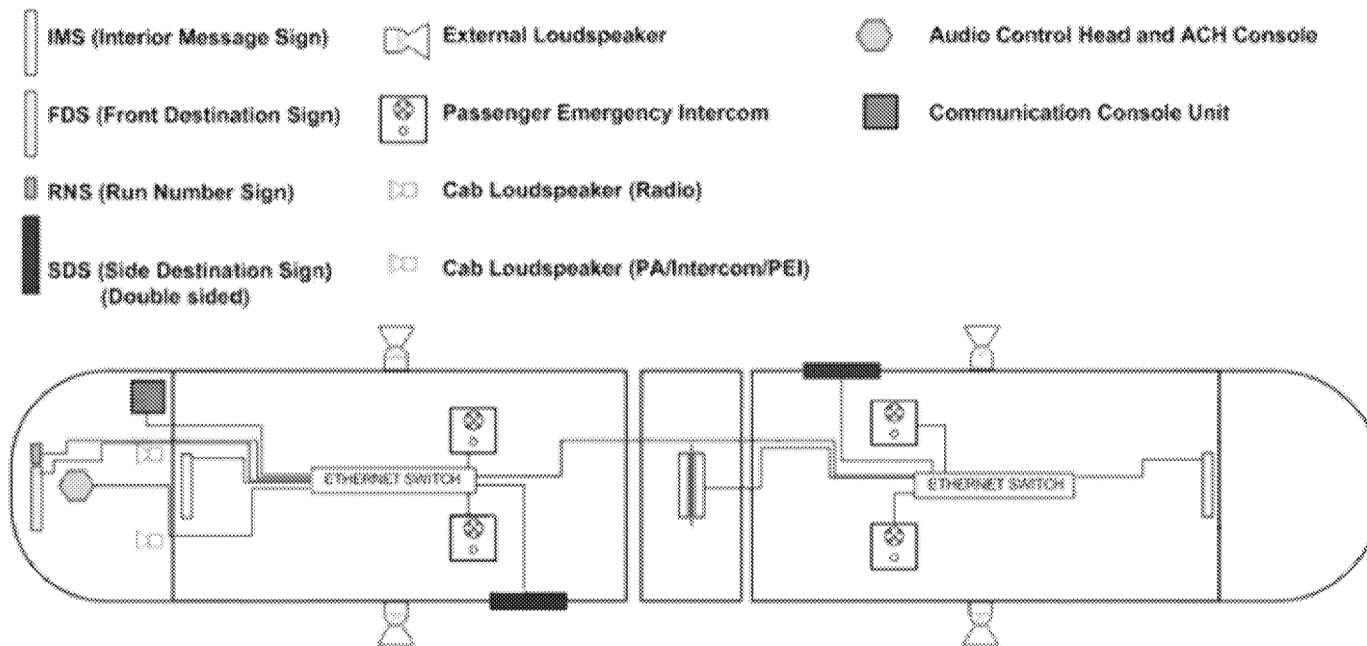 IMS (Interior Message Sign)
External Loudspeaker
Audio Control Head and ACH Console
FDS (Front Destination Sign)
Passenger Emergency Intercom
Communication Console Unit
RNS (Run Number Sign)
Cab Loudspeaker (Radio)
SDS (Side Destination Sign)
(Double sided)
Cab Loudspeaker (PA/Intercom/PEI)
ETHERNET SWITCH
ETHERNET SWITCH